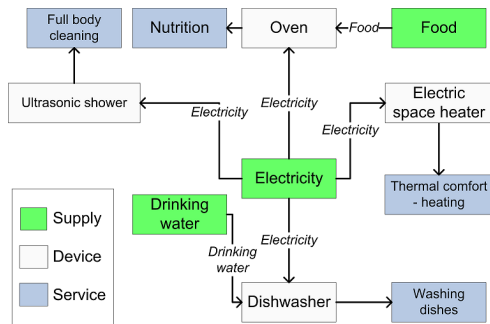 Full body
cleaning
Nutrition
Oven
Food
Food
Ultrasonic shower
Electricity
Electricity
Electricity
Electric
space heater
Electricity
Thermal comfort
- heating
Drinking
water
Electricity
Drinking
water
Dishwasher
Washing
dishes
Supply
Device
Service